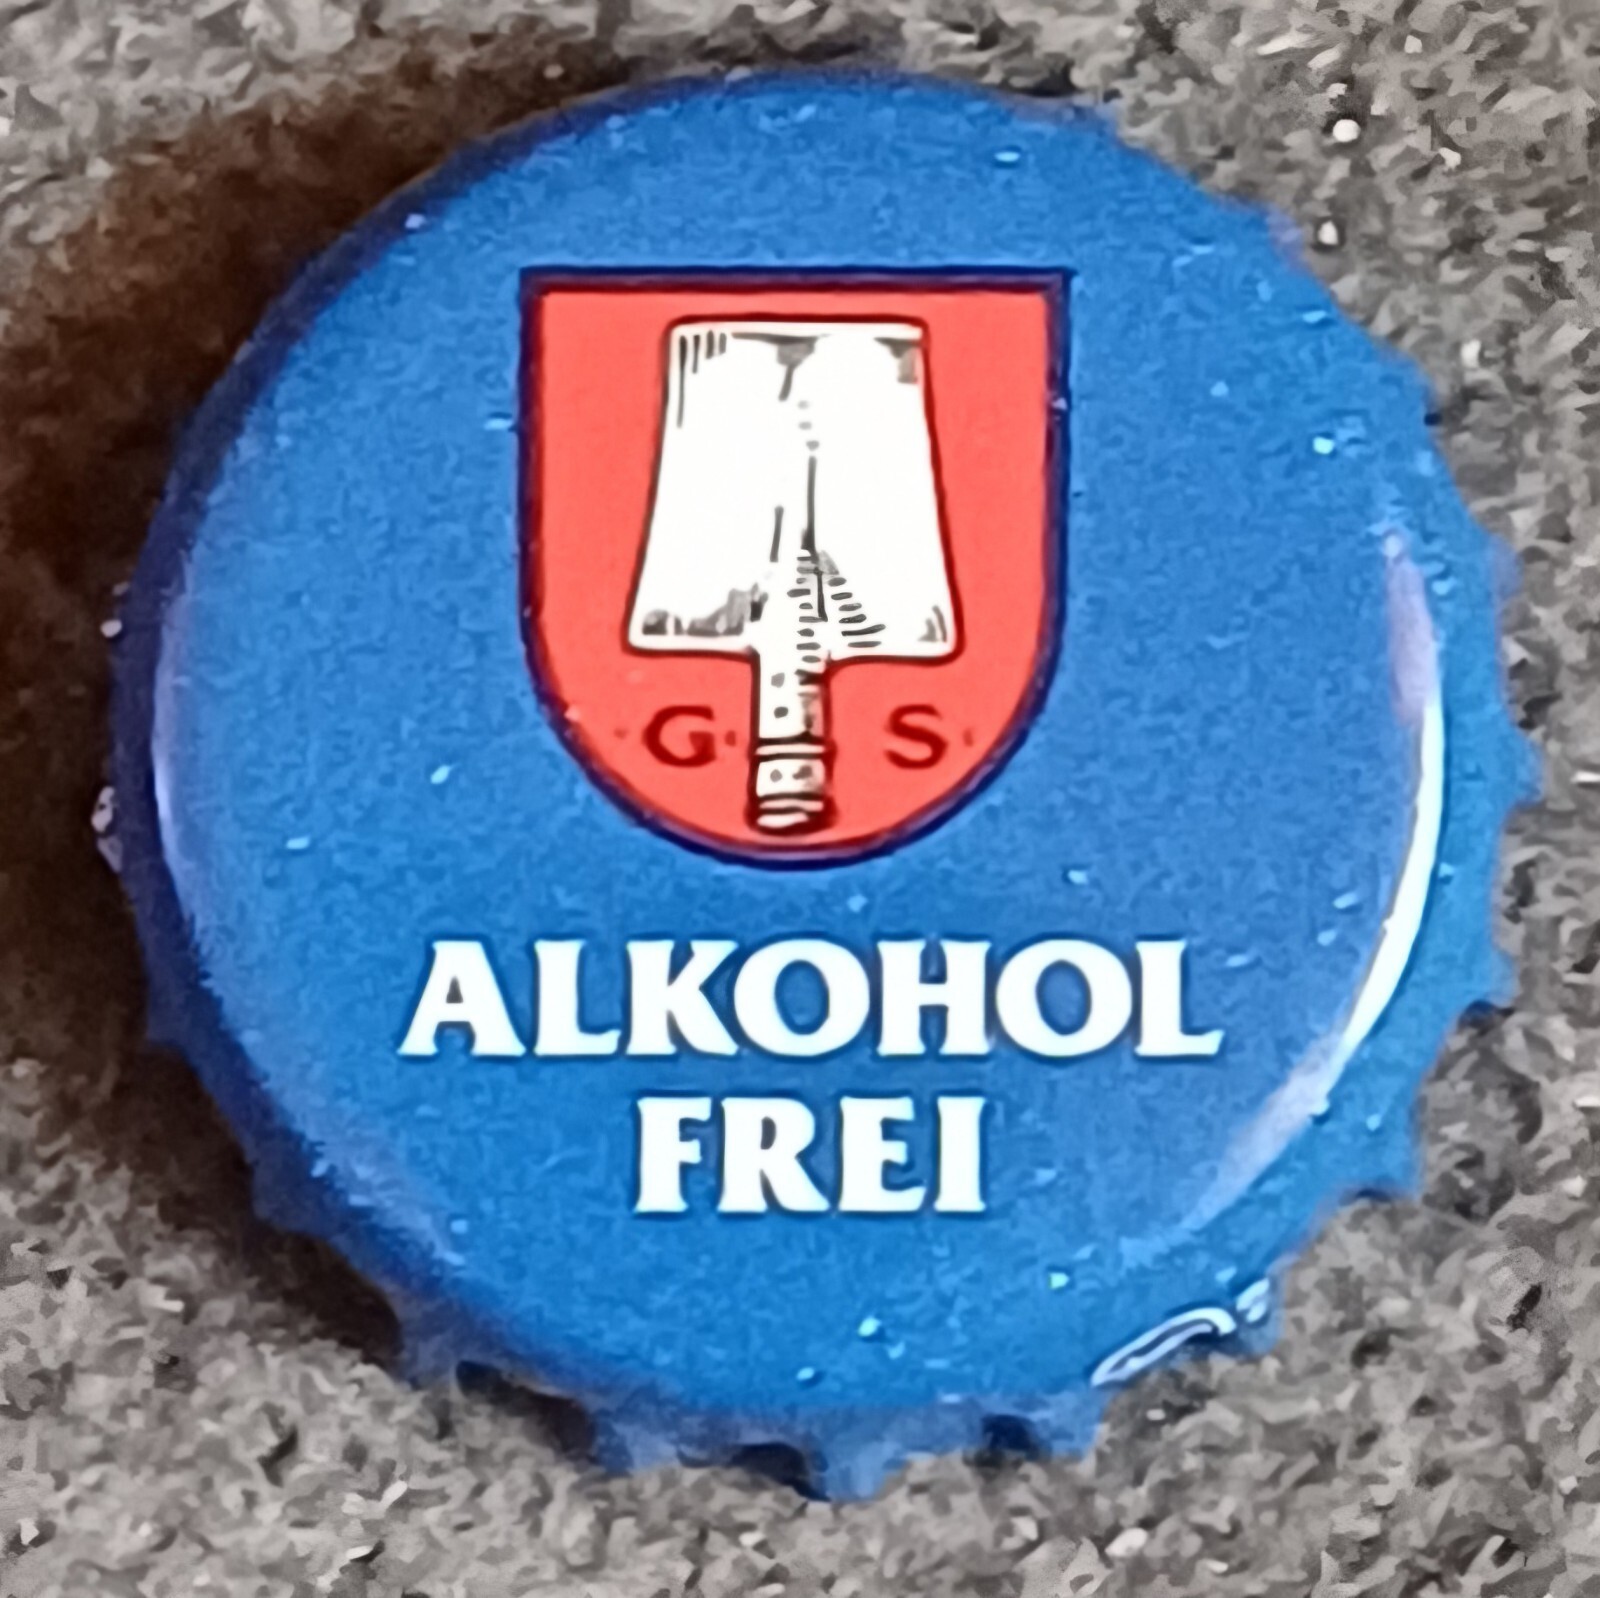 ·G· S·
ALKOHOL
FREI